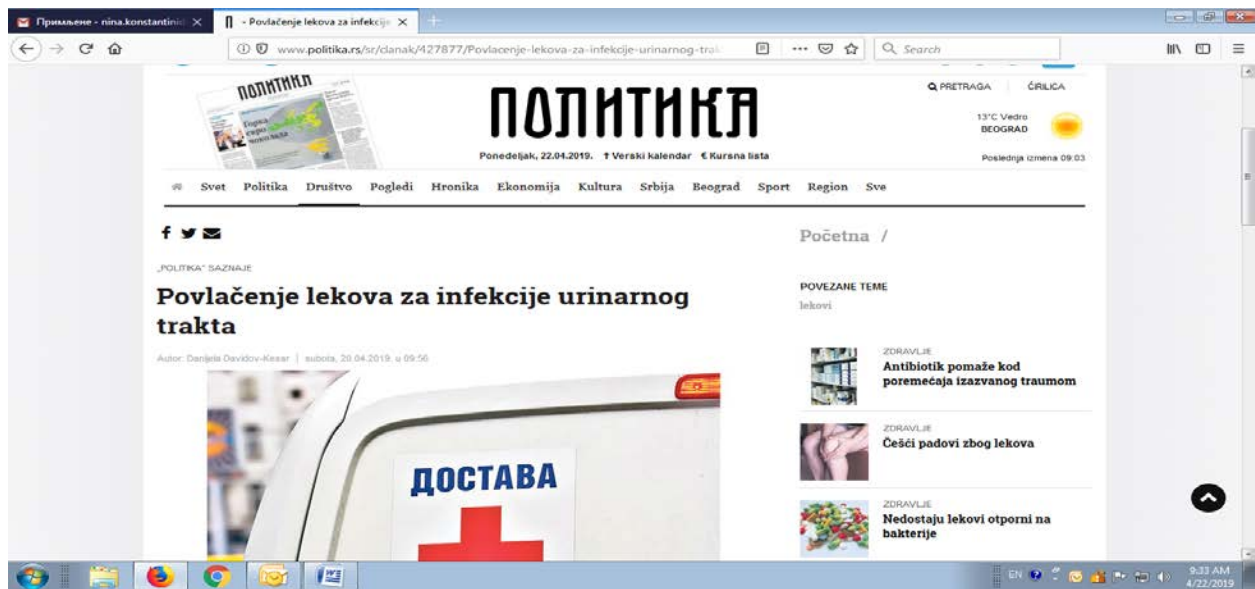 Примљене - nina.konstantinid
- Povlačenje lekova za infekcije
www.politika.rs/sr/clanak/427877/Povlacenje-lekova-za-infekcije-urinarnog-trak
Search
ПОЛИТИКА
ПОЛИТИКА
PRETRAGA ĆIRILICA
13°C Vedro
BEOGRAD
Ponedeljak, 22.04.2019. Verski kalendar € Kursna lista
Poslednja izmena 09:03
Svet Politika Društvo Pogledi Hronika Ekonomija Kultura Srbija Beograd Sport Region Sve
Početna /
„POLITIKA” SAZNAJE
Povlačenje lekova za infekcije urinarnog
trakta
Autor: Danijela Davidov-Kesar | subota, 20.04.2019. u 09:56
ДОСТАВА
POVEZANE TEME
lekovi
ZDRAVLJE
Antibiotik pomaže kod
poremećaja izazvanog traumom
ZDRAVLJE
Češći padovi zbog lekova
ZDRAVLJE
Nedostaju lekovi otporni na
bakterije
EN
9:33 AM
4/22/2019